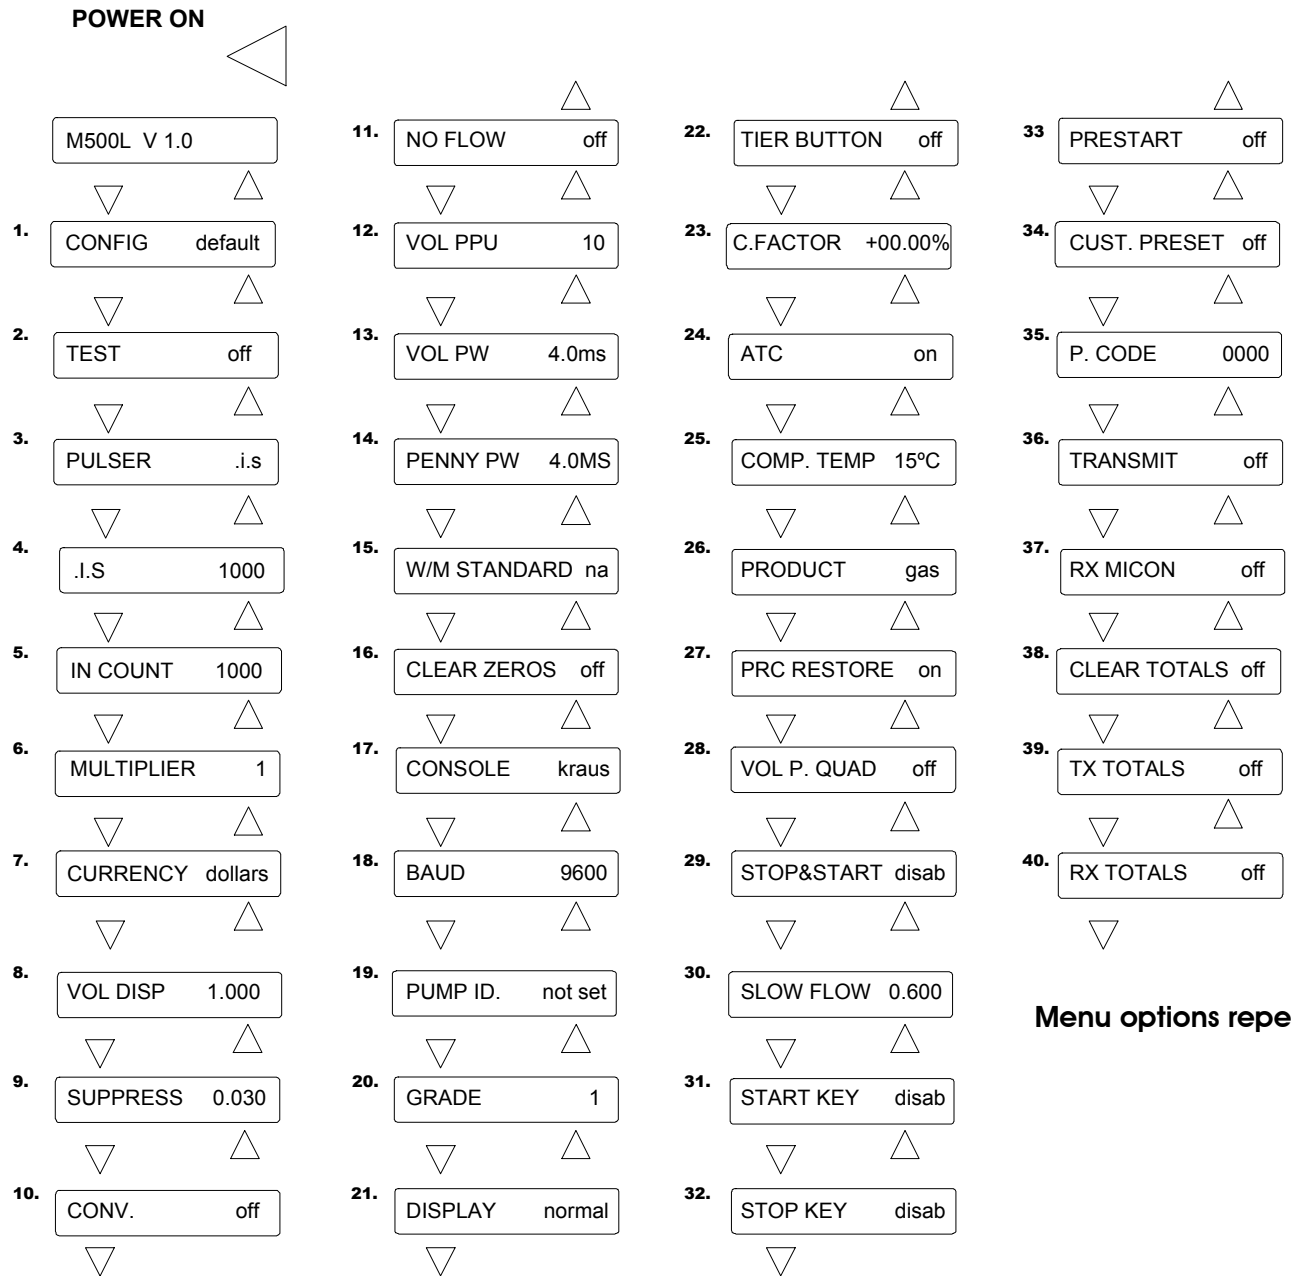 POWER ON
M500L V 1.0
1. CONFIG default
2. TEST off
3. PULSER .i.s
4. .I.S 1000
5. IN COUNT 1000
6. MULTIPLIER 1
7. CURRENCY dollars
8. VOL DISP 1.000
9. SUPPRESS 0.030
10. CONV. off
11. NO FLOW off
12. VOL PPU 10
13. VOL PW 4.0ms
14. PENNY PW 4.0MS
15. W/M STANDARD na
16. CLEAR ZEROS off
17. CONSOLE kraus
18. BAUD 9600
19. PUMP ID. not set
20. GRADE 1
21. DISPLAY normal
22. TIER BUTTON off
23. C.FACTOR +00.00%
24. ATC on
25. COMP. TEMP 15ºC
26. PRODUCT gas
27. PRC RESTORE on
28. VOL P. QUAD off
29. STOP&START disab
30. SLOW FLOW 0.600
31. START KEY disab
32. STOP KEY disab
33 PRESTART off
34. CUST. PRESET off
35. P. CODE 0000
36. TRANSMIT off
37. RX MICON off
38. CLEAR TOTALS off
39. TX TOTALS off
40. RX TOTALS off
Menu options repe